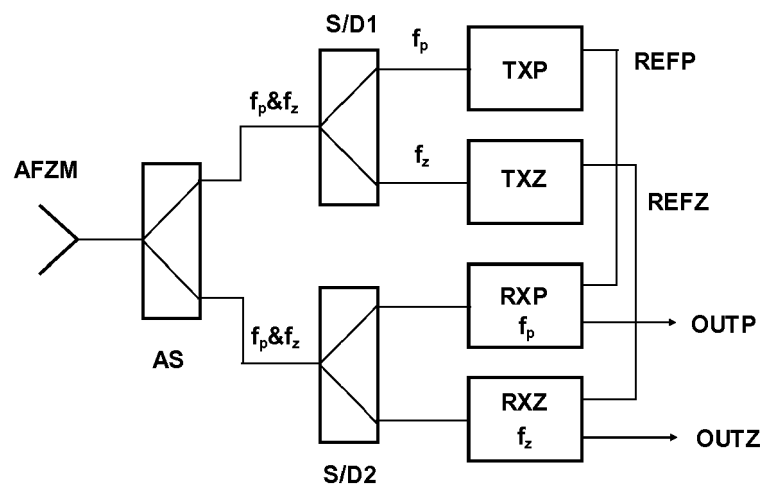 S/D1
fp
TXP
REFP
fp&fz
AFZM
fz
TXZ
REFZ
RXP
fp
OUTP
fp&fz
AS
RXZ
fz
OUTZ
S/D2